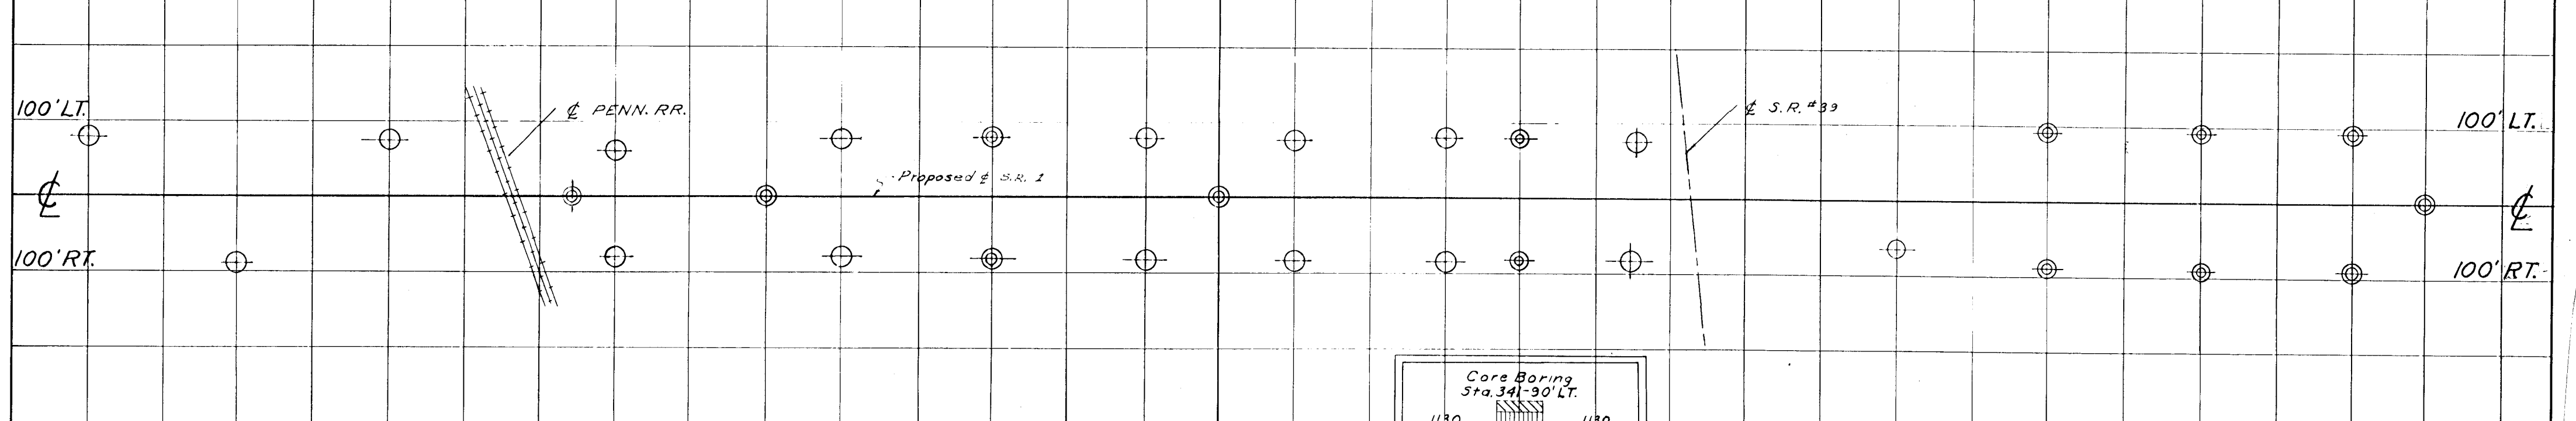 100' LT.
℄ PENN. RR.
℄ S.R. #39
100' LT.
℄
Proposed ℄ S.R. 1
℄
100' RT.
100' RT.
Core Boring
Sta. 341-90' LT.
1130
1130